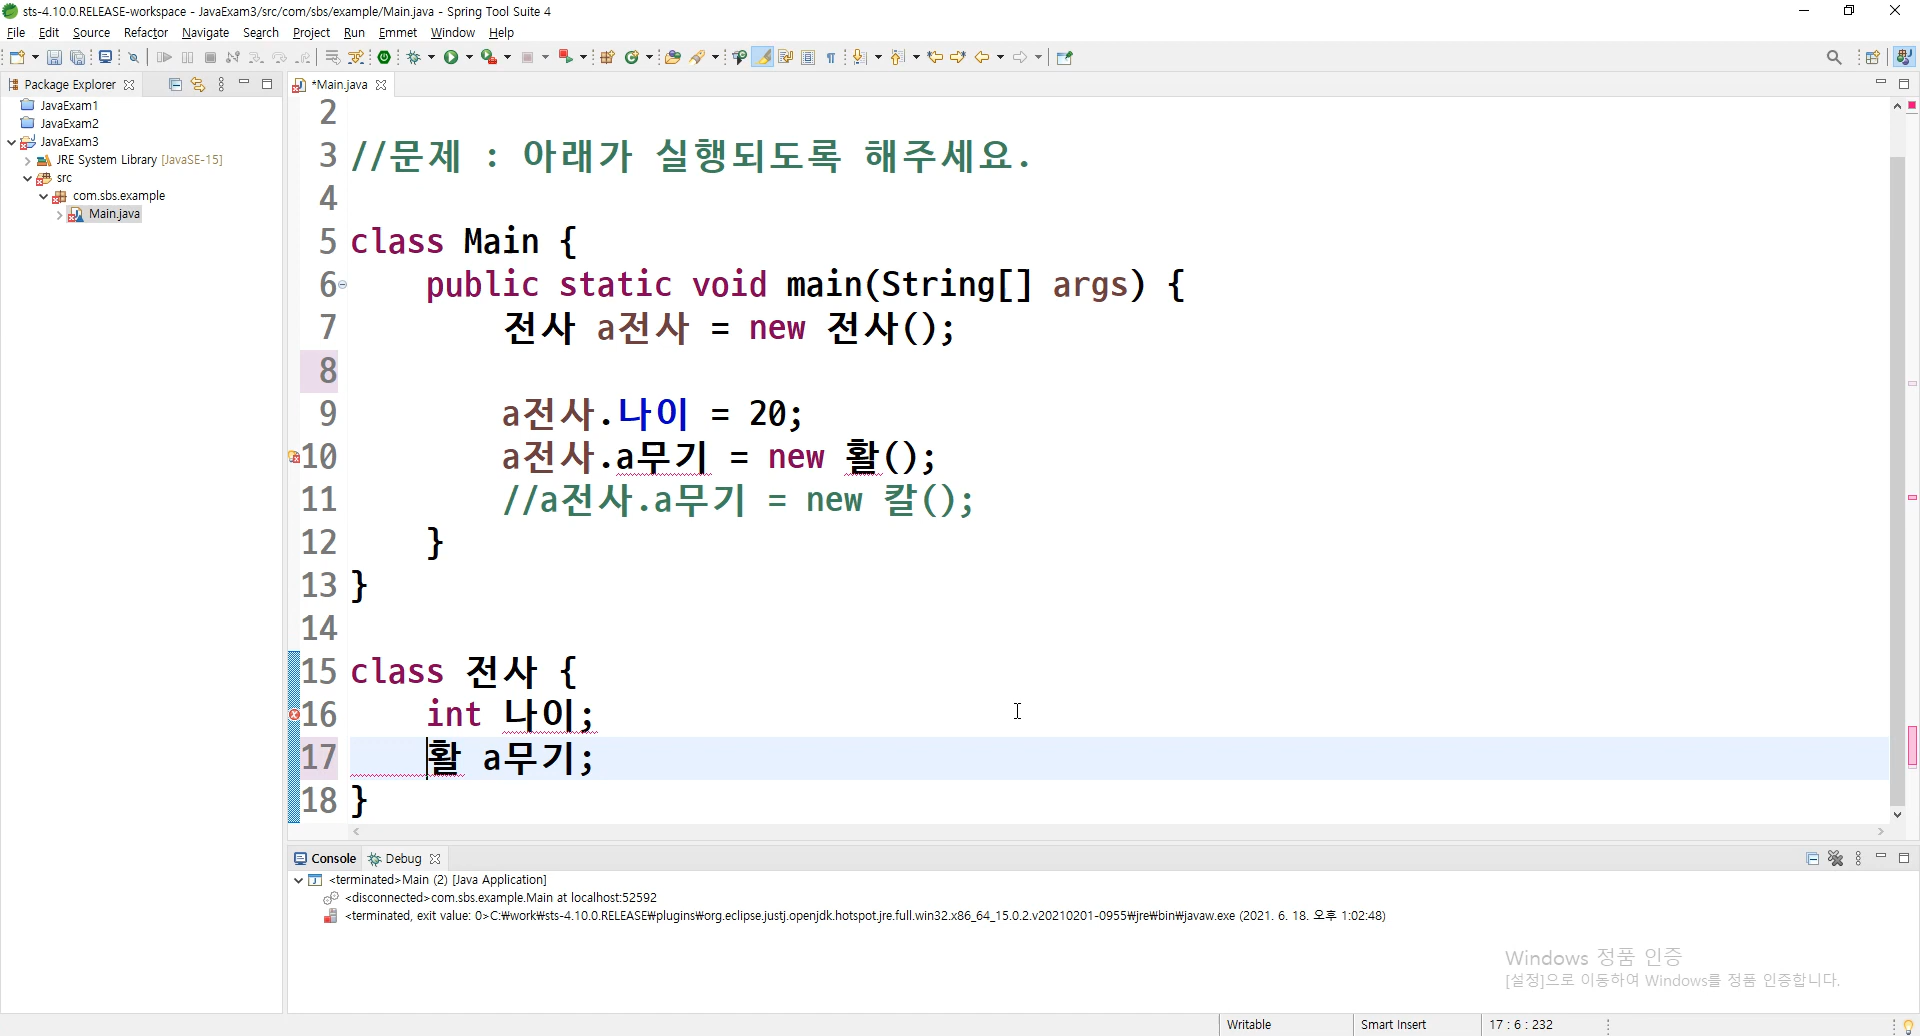 sts-4.10.0.RELEASE-workspace - JavaExam3/src/com/sbs/example/Main.java - Spring Tool Suite 4
File Edit Source Refactor Navigate Search Project Run Emmet Window Help
Package Explorer
*Main.java
JavaExam1
JavaExam2
JavaExam3
JRE System Library [JavaSE-15]
src
com.sbs.example
Main.java
2
3 //문제 : 아래가 실행되도록 해주세요.
4
5 class Main {
6 public static void main(String[] args) {
7 전사 a전사 = new 전사();
8
9 a전사.나이 = 20;
10 a전사.a무기 = new 활();
11 //a전사.a무기 = new 칼();
12 }
13 }
14
15 class 전사 {
16 int 나이;
17 활 a무기;
18 }
Console Debug
<terminated>Main (2) [Java Application]
<disconnected>com.sbs.example.Main at localhost:52592
<terminated, exit value: 0>C:₩work₩sts-4.10.0.RELEASE₩plugins₩org.eclipse.justj.openjdk.hotspot.jre.full.win32.x86_64_15.0.2.v20210201-0955₩jre₩bin₩javaw.exe (2021. 6. 18. 오후 1:02:48)
Windows 정품 인증
[설정]으로 이동하여 Windows를 정품 인증합니다.
Writable Smart Insert 17 : 6 : 232